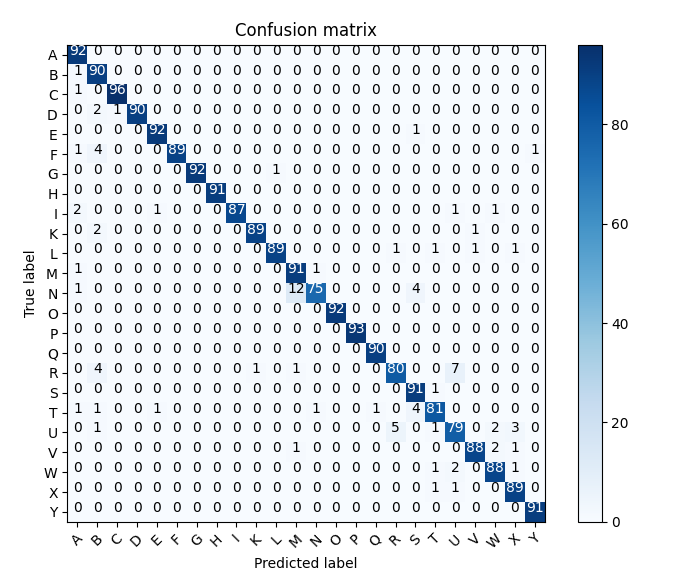 Confusion matrix
A 92 0 0 0 0 0 0 0 0 0 0 0 0 0 0 0 0 0 0 0 0 0 0 0
B 1 90 0 0 0 0 0 0 0 0 0 0 0 0 0 0 0 0 0 0 0 0 0 0
C 1 0 96 0 0 0 0 0 0 0 0 0 0 0 0 0 0 0 0 0 0 0 0 0
D 0 2 1 90 0 0 0 0 0 0 0 0 0 0 0 0 0 0 0 0 0 0 0 0
E 0 0 0 0 92 0 0 0 0 0 0 0 0 0 0 0 0 1 0 0 0 0 0 0
F 1 4 0 0 0 89 0 0 0 0 0 0 0 0 0 0 0 0 0 0 0 0 0 1
G 0 0 0 0 0 0 92 0 0 0 1 0 0 0 0 0 0 0 0 0 0 0 0 0
H 0 0 0 0 0 0 0 91 0 0 0 0 0 0 0 0 0 0 0 0 0 0 0 0
I 2 0 0 0 1 0 0 0 87 0 0 0 0 0 0 0 0 0 0 1 0 1 0 0
K 0 2 0 0 0 0 0 0 0 89 0 0 0 0 0 0 0 0 0 0 1 0 0 0
L 0 0 0 0 0 0 0 0 0 0 89 0 0 0 0 0 1 0 1 0 1 0 1 0
M 1 0 0 0 0 0 0 0 0 0 0 91 1 0 0 0 0 0 0 0 0 0 0 0
N 1 0 0 0 0 0 0 0 0 0 0 12 75 0 0 0 0 4 0 0 0 0 0 0
O 0 0 0 0 0 0 0 0 0 0 0 0 0 92 0 0 0 0 0 0 0 0 0 0
P 0 0 0 0 0 0 0 0 0 0 0 0 0 0 93 0 0 0 0 0 0 0 0 0
Q 0 0 0 0 0 0 0 0 0 0 0 0 0 0 0 90 0 0 0 0 0 0 0 0
R 0 4 0 0 0 0 0 0 0 1 0 1 0 0 0 0 80 0 0 7 0 0 0 0
S 0 0 0 0 0 0 0 0 0 0 0 0 0 0 0 0 0 91 1 0 0 0 0 0
T 1 1 0 0 1 0 0 0 0 0 0 0 1 0 0 1 0 4 81 0 0 0 0 0
U 0 1 0 0 0 0 0 0 0 0 0 0 0 0 0 0 5 0 1 79 0 2 3 0
V 0 0 0 0 0 0 0 0 0 0 0 1 0 0 0 0 0 0 0 0 88 2 1 0
W 0 0 0 0 0 0 0 0 0 0 0 0 0 0 0 0 0 0 1 2 0 88 1 0
X 0 0 0 0 0 0 0 0 0 0 0 0 0 0 0 0 0 0 1 1 0 0 89 0
Y 0 0 0 0 0 0 0 0 0 0 0 0 0 0 0 0 0 0 0 0 0 0 0 91
A B C D E F G H I K L M N O P Q R S T U V W X Y
Predicted label
True label
80
60
40
20
0